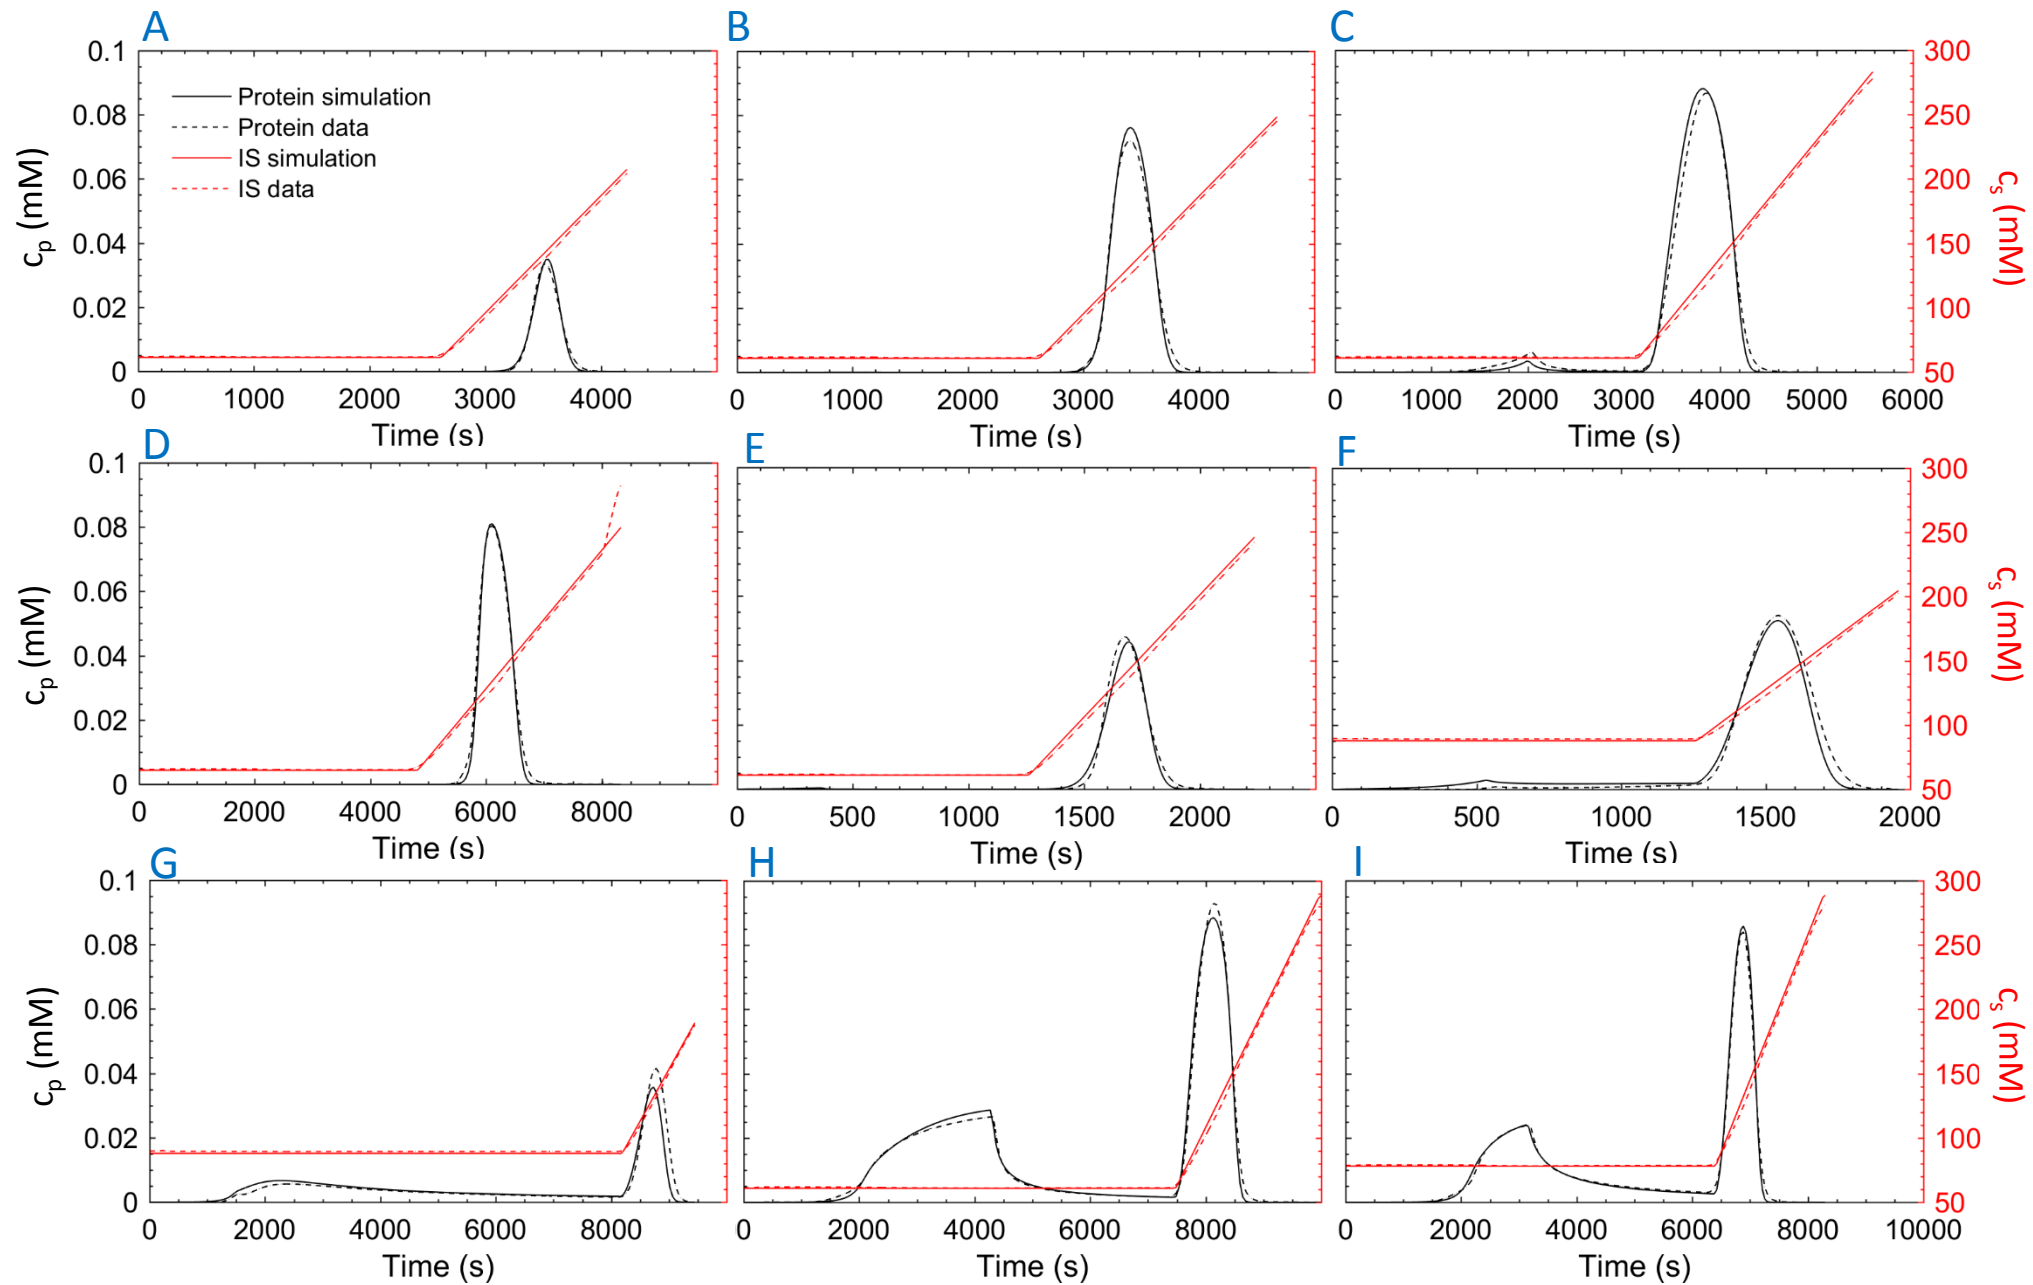 A B C
0.1
0.08
0.06
0.04
0.02
0
c_p (mM)
Protein simulation
Protein data
IS simulation
IS data
300
250
200
150
100
50
c_s (mM)
0 1000 2000 3000 4000
0 1000 2000 3000 4000
0 1000 2000 3000 4000 5000 6000
Time (s) Time (s) Time (s)
D E F
0.1
0.08
0.06
0.04
0.02
0
c_p (mM)
300
250
200
150
100
50
c_s (mM)
0 2000 4000 6000 8000
0 500 1000 1500 2000
0 500 1000 1500 2000
Time (s) Time (s) Time (s)
G H I
0.1
0.08
0.06
0.04
0.02
0
c_p (mM)
300
250
200
150
100
50
c_s (mM)
0 2000 4000 6000 8000
0 2000 4000 6000 8000
0 2000 4000 6000 8000 10000
Time (s) Time (s) Time (s)